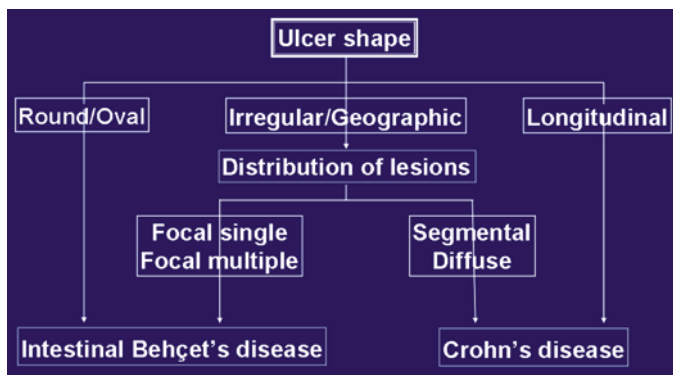 Ulcer shape
Round/Oval
Irregular/Geographic
Longitudinal
Distribution of lesions
Focal single
Focal multiple
Segmental
Diffuse
Intestinal Behçet's disease
Crohn's disease